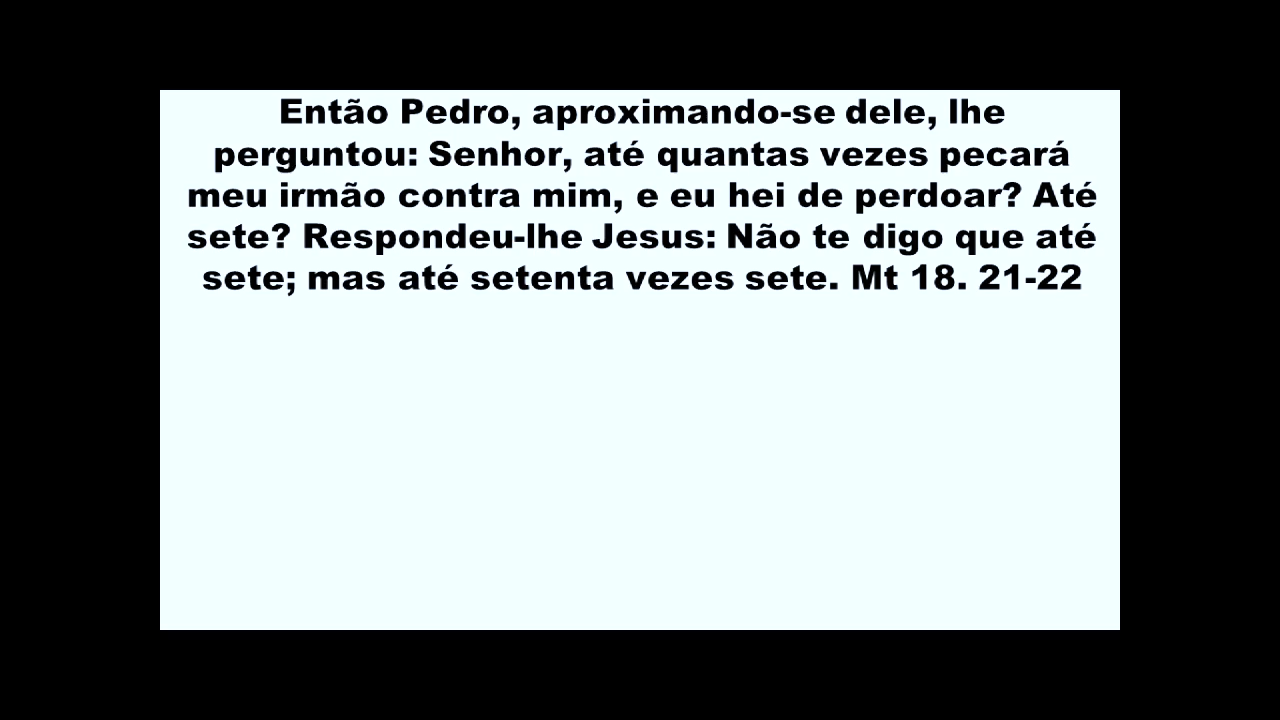 Então Pedro, aproximando-se dele, lhe
perguntou: Senhor, até quantas vezes pecará
meu irmão contra mim, e eu hei de perdoar? Até
sete? Respondeu-lhe Jesus: Não te digo que até
sete; mas até setenta vezes sete. Mt 18. 21-22